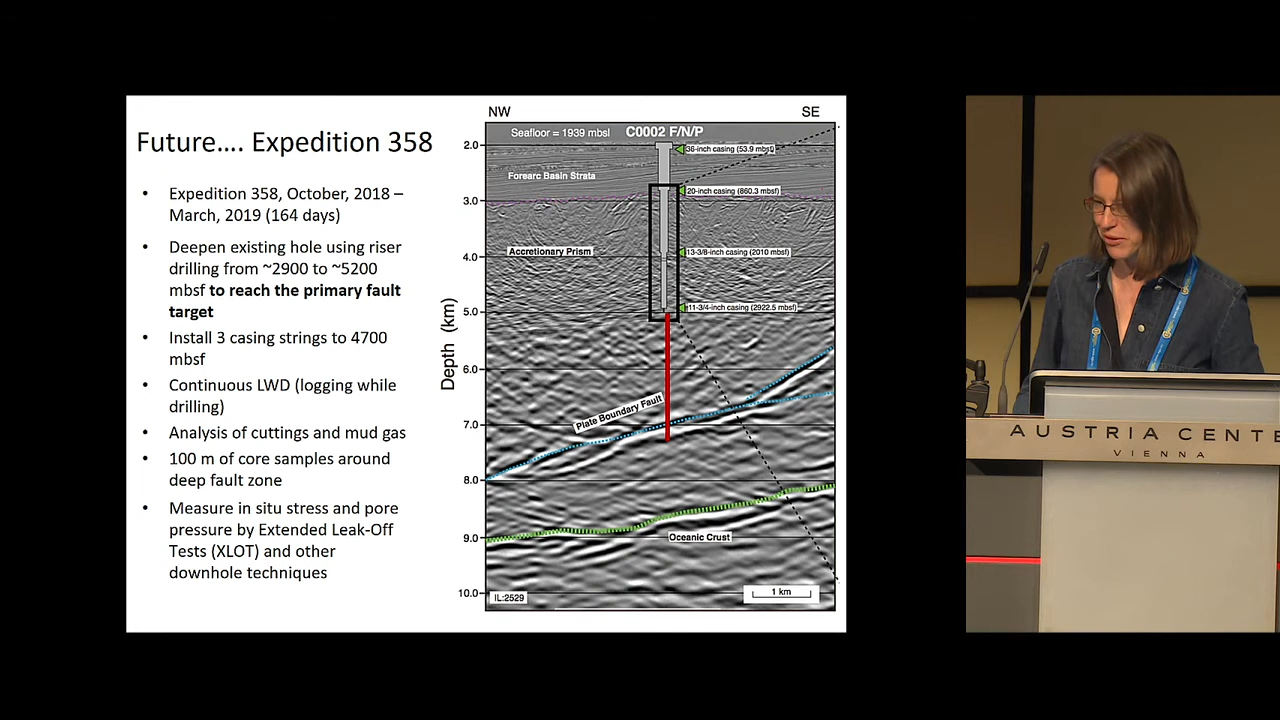 Future.... Expedition 358
• Expedition 358, October, 2018 –
March, 2019 (164 days)
• Deepen existing hole using riser
drilling from ~2900 to ~5200
mbsf to reach the primary fault
target
• Install 3 casing strings to 4700
mbsf
• Continuous LWD (logging while
drilling)
• Analysis of cuttings and mud gas
• 100 m of core samples around
deep fault zone
• Measure in situ stress and pore
pressure by Extended Leak-Off
Tests (XLOT) and other
downhole techniques
NW
SE
Seafloor = 1939 mbsl
C0002 F/N/P
36-inch casing (53.9 mbsf)
Forearc Basin Strata
20-inch casing (860.3 mbsf)
Accretionary Prism
13-3/8-inch casing (2010 mbsf)
11-3/4-inch casing (2922.5 mbsf)
Plate Boundary Fault
Oceanic Crust
1 km
IL:2529
Depth (km)
2.0
3.0
4.0
5.0
6.0
7.0
8.0
9.0
10.0
AUSTRIA CENTE
VIENNA